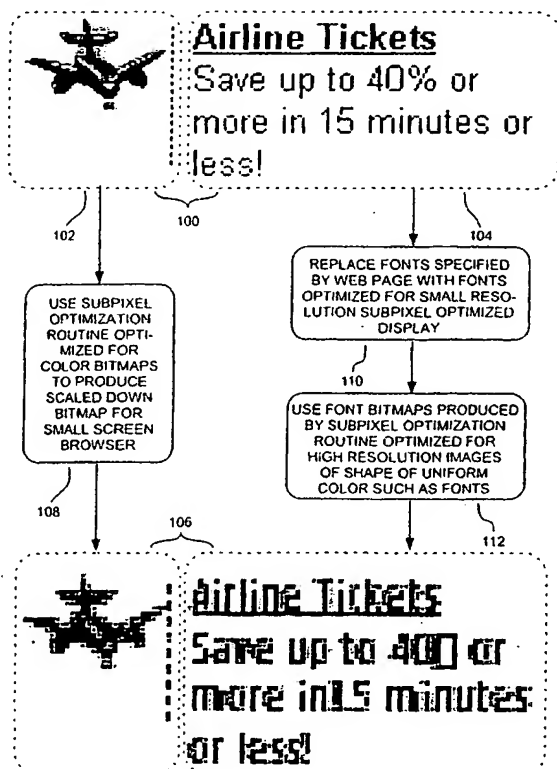 Airline Tickets
Save up to 40% or
more in 15 minutes or
less!
102
100
104
USE SUBPIXEL
OPTIMIZATION
ROUTINE OPTI-
MIZED FOR
COLOR BITMAPS
TO PRODUCE
SCALED DOWN
BITMAP FOR
SMALL SCREEN
BROWSER
108
REPLACE FONTS SPECIFIED
BY WEB PAGE WITH FONTS
OPTIMIZED FOR SMALL RESO-
LUTION SUBPIXEL OPTIMIZED
DISPLAY
110
USE FONT BITMAPS PRODUCED
BY SUBPIXEL OPTIMIZATION
ROUTINE OPTIMIZED FOR
HIGH RESOLUTION IMAGES
OF SHAPE OF UNIFORM
COLOR SUCH AS FONTS
112
106
Airline Tickets
Save up to or
more in 15 minutes
or less!